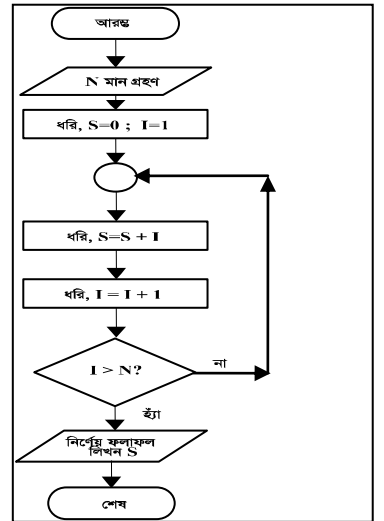 আরম্ভ
N মান গ্রহণ
ধরি, S=0 ; I=1
ধরি, S=S + I
ধরি, I = I + 1
I > N?
না
হ্যাঁ
নির্ণেয় ফলাফল
লিখন S
শেষ